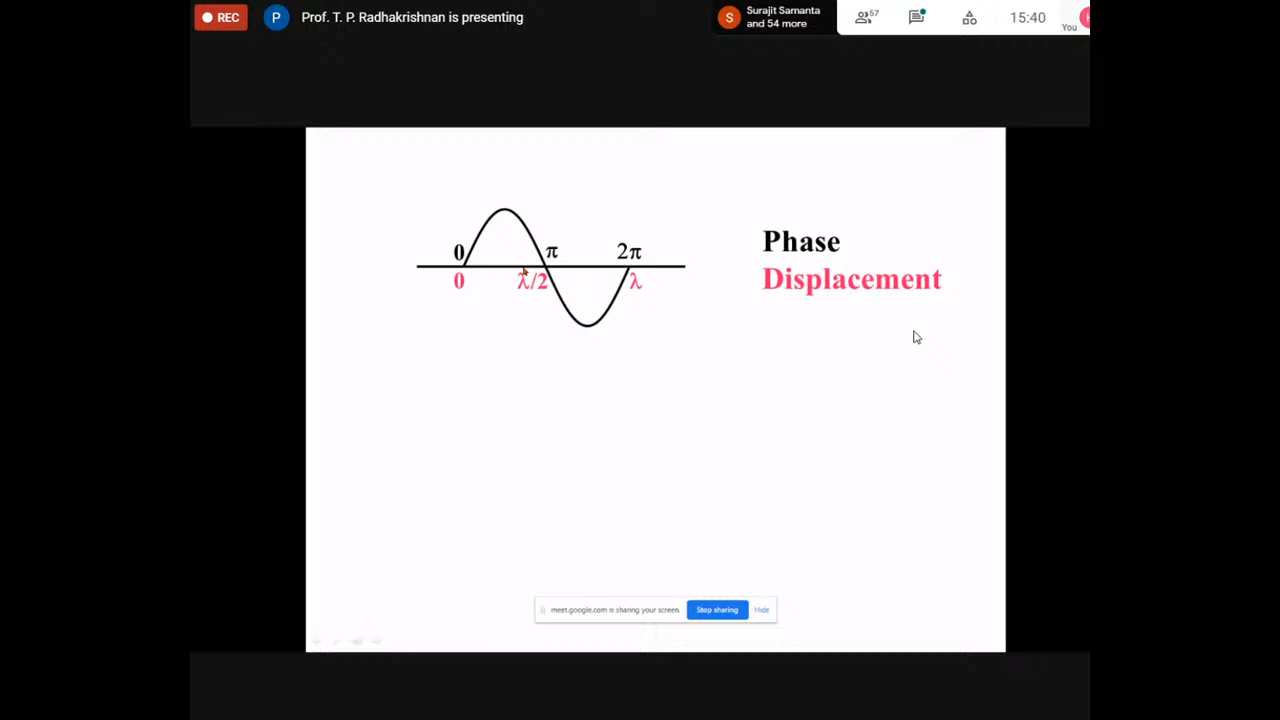 REC
P
Prof. T. P. Radhakrishnan is presenting
S
Surajit Samanta
and 54 more
57
15:40
You
0
π
2π
0
λ/2
λ
Phase
Displacement
meet.google.com is sharing your screen.
Stop sharing
Hide